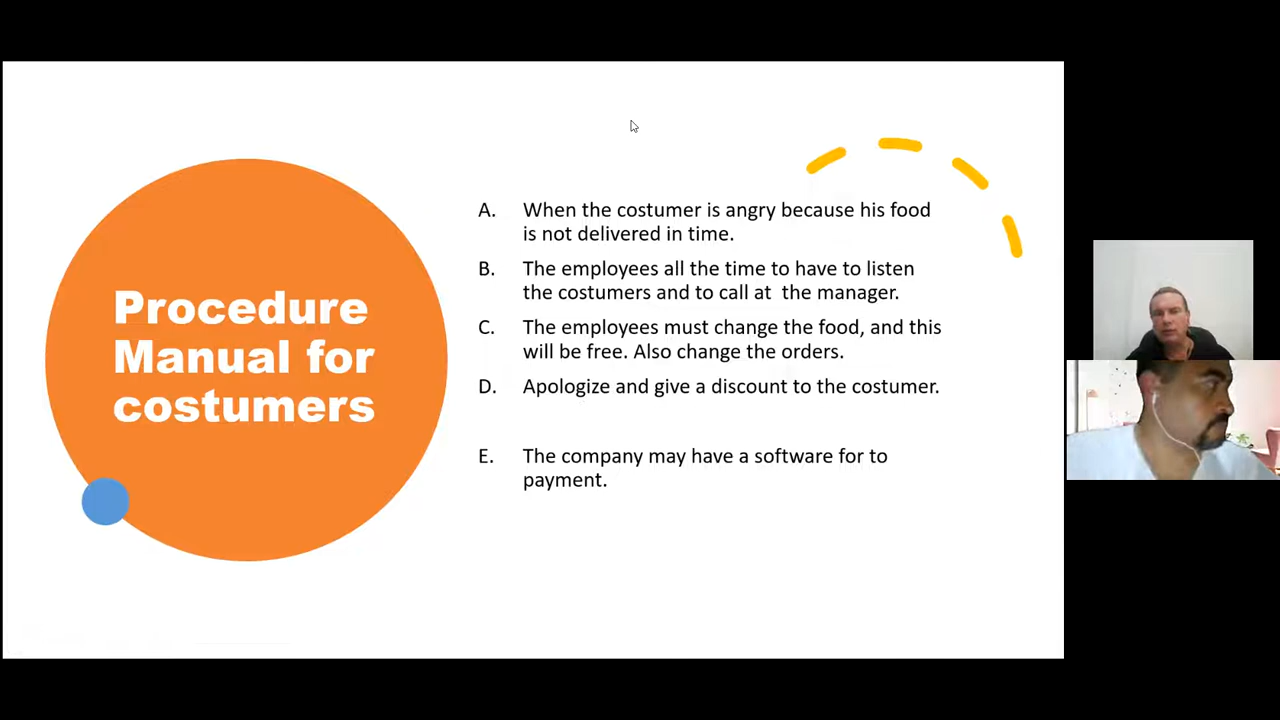 Procedure
Manual for
costumers
A. When the costumer is angry because his food
is not delivered in time.
B. The employees all the time to have to listen
the costumers and to call at  the manager.
C. The employees must change the food, and this
will be free. Also change the orders.
D. Apologize and give a discount to the costumer.
E. The company may have a software for to
payment.